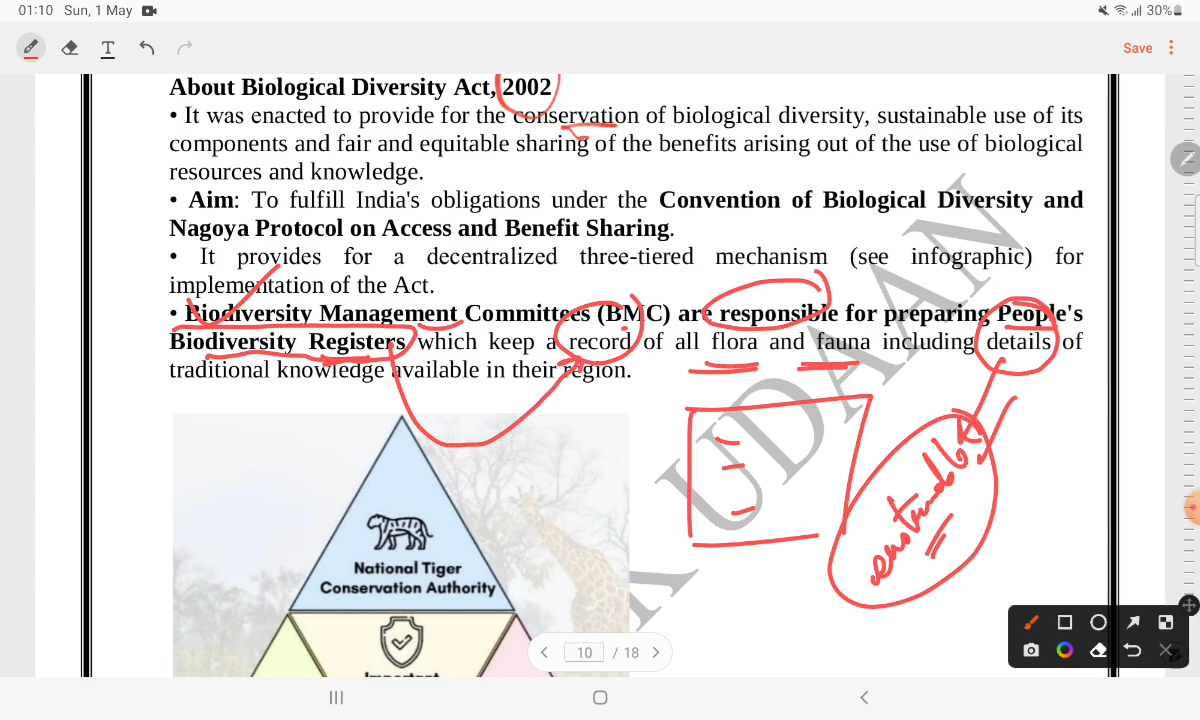 01:10 Sun, 1 May
30%
T
Save
About Biological Diversity Act, 2002
• It was enacted to provide for the conservation of biological diversity, sustainable use of its
components and fair and equitable sharing of the benefits arising out of the use of biological
resources and knowledge.
• Aim: To fulfill India's obligations under the Convention of Biological Diversity and
Nagoya Protocol on Access and Benefit Sharing.
• It provides for a decentralized three-tiered mechanism (see infographic) for
implementation of the Act.
• Biodiversity Management Committees (BMC) are responsible for preparing People's
Biodiversity Registers which keep a record of all flora and fauna including details of
traditional knowledge available in their region.
UDAAN
National Tiger
Conservation Authority
Important
10 / 18